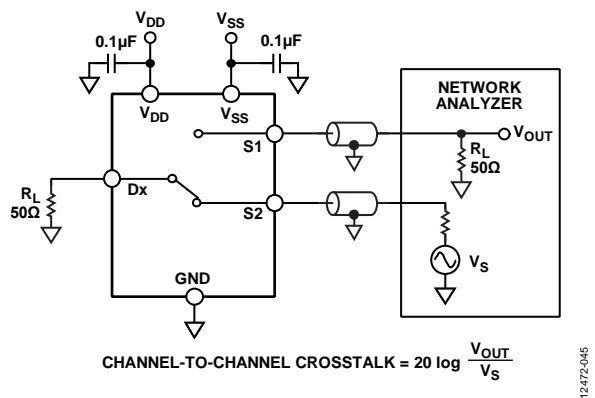 VDD
VSS
0.1µF
0.1µF
VDD
VSS
NETWORK
ANALYZER
S1
VOUT
RL
50Ω
Dx
RL
50Ω
S2
VS
GND
CHANNEL-TO-CHANNEL CROSSTALK = 20 log VOUT
VS
12472-045